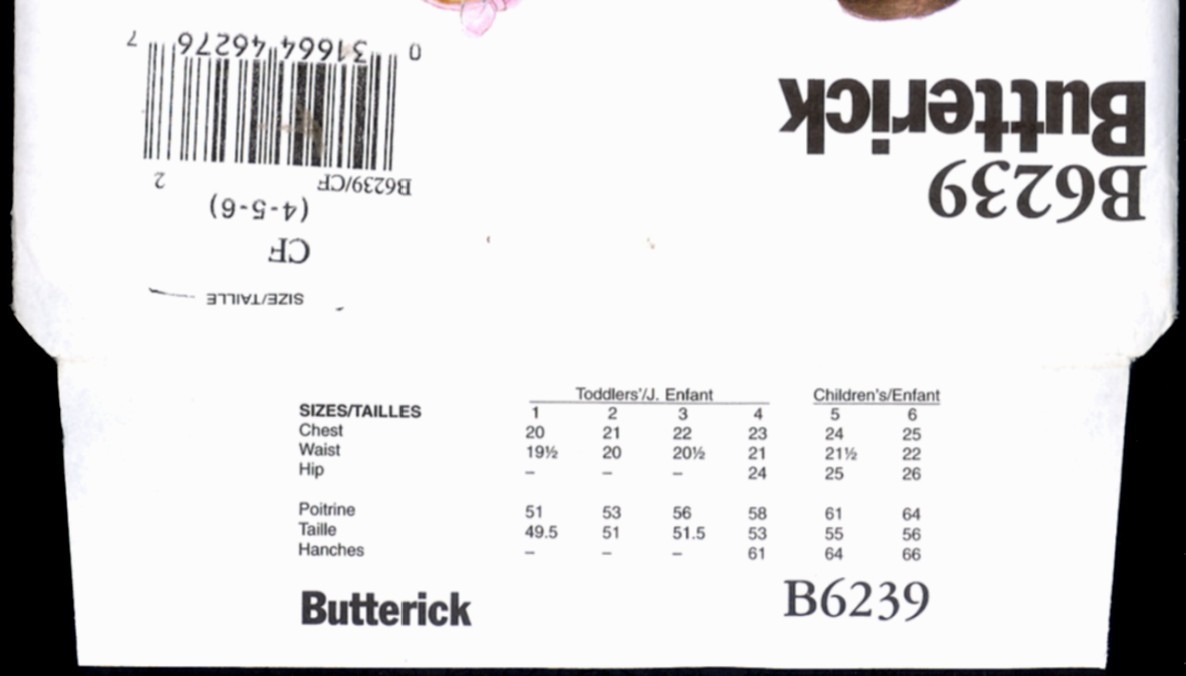 7 31664 46276 0
B6239/CF 2
(4-5-6)
CF
SIZE/TAILLE
Butterick
B6239
Toddlers'/J. Enfant Children's/Enfant
SIZES/TAILLES 1 2 3 4 5 6
Chest 20 21 22 23 24 25
Waist 19½ 20 20½ 21 21½ 22
Hip – – – 24 25 26
Poitrine 51 53 56 58 61 64
Taille 49.5 51 51.5 53 55 56
Hanches – – – 61 64 66
Butterick B6239